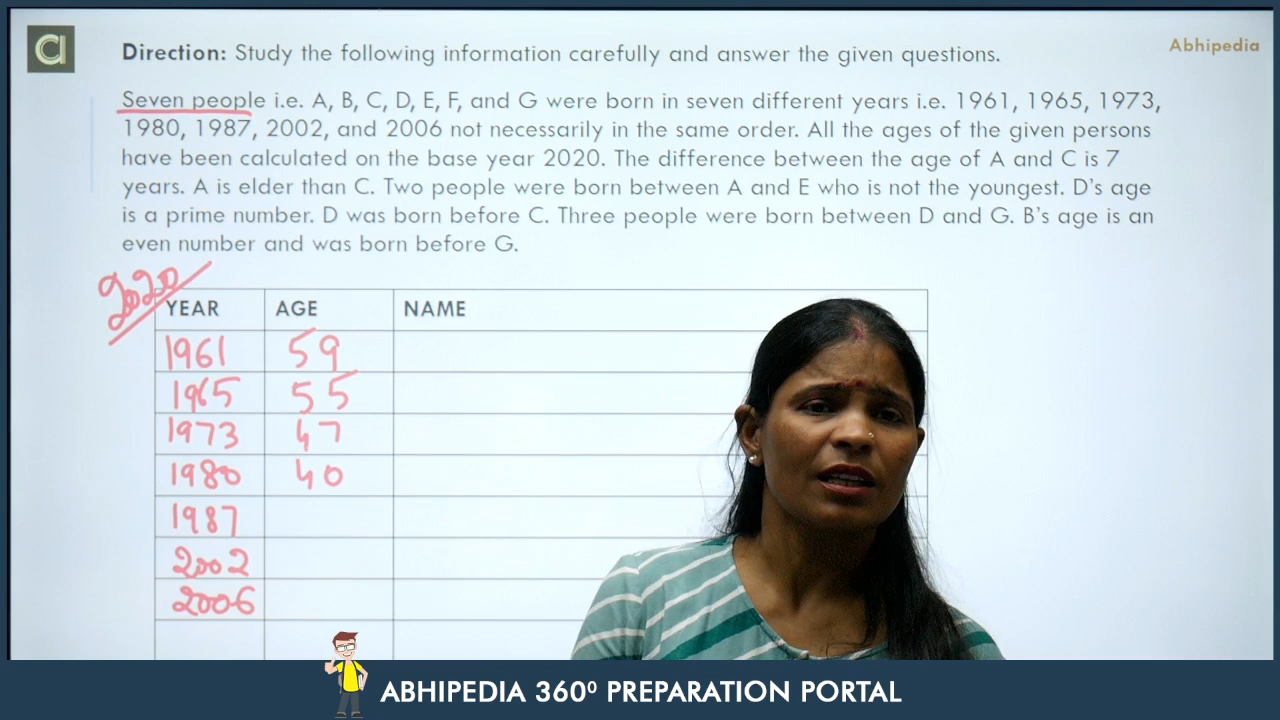 Abhipedia
Direction: Study the following information carefully and answer the given questions.
Seven people i.e. A, B, C, D, E, F, and G were born in seven different years i.e. 1961, 1965, 1973,
1980, 1987, 2002, and 2006 not necessarily in the same order. All the ages of the given persons
have been calculated on the base year 2020. The difference between the age of A and C is 7
years. A is elder than C. Two people were born between A and E who is not the youngest. D's age
is a prime number. D was born before C. Three people were born between D and G. B's age is an
even number and was born before G.
2020
YEAR AGE NAME
1961 59
1965 55
1973 47
1980 40
1987
2002
2006
ABHIPEDIA 360⁰ PREPARATION PORTAL